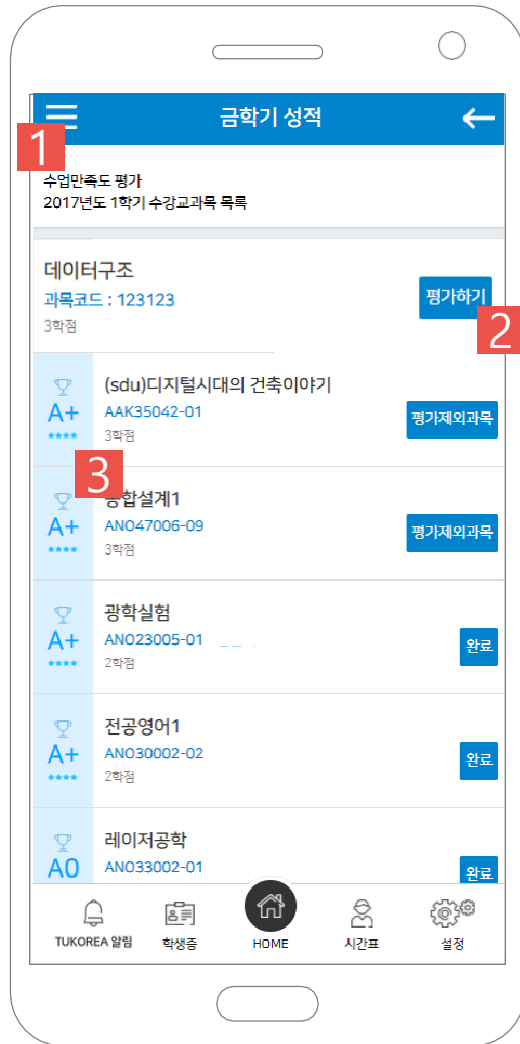 금학기 성적
1
수업만족도 평가
2017년도 1학기 수강교과목 목록
데이터구조
과목코드 : 123123
3학점
평가하기
2
A+
(sdu)디지털시대의 건축이야기
AAK35042-01
3학점
평가제외과목
3
A+
종합설계1
ANO47006-09
3학점
평가제외과목
A+
광학실험
ANO23005-01
2학점
완료
A+
전공영어1
ANO30002-02
2학점
완료
A0
레이저공학
ANO33002-01
완료
TUKOREA 알림
학생증
HOME
시간표
설정